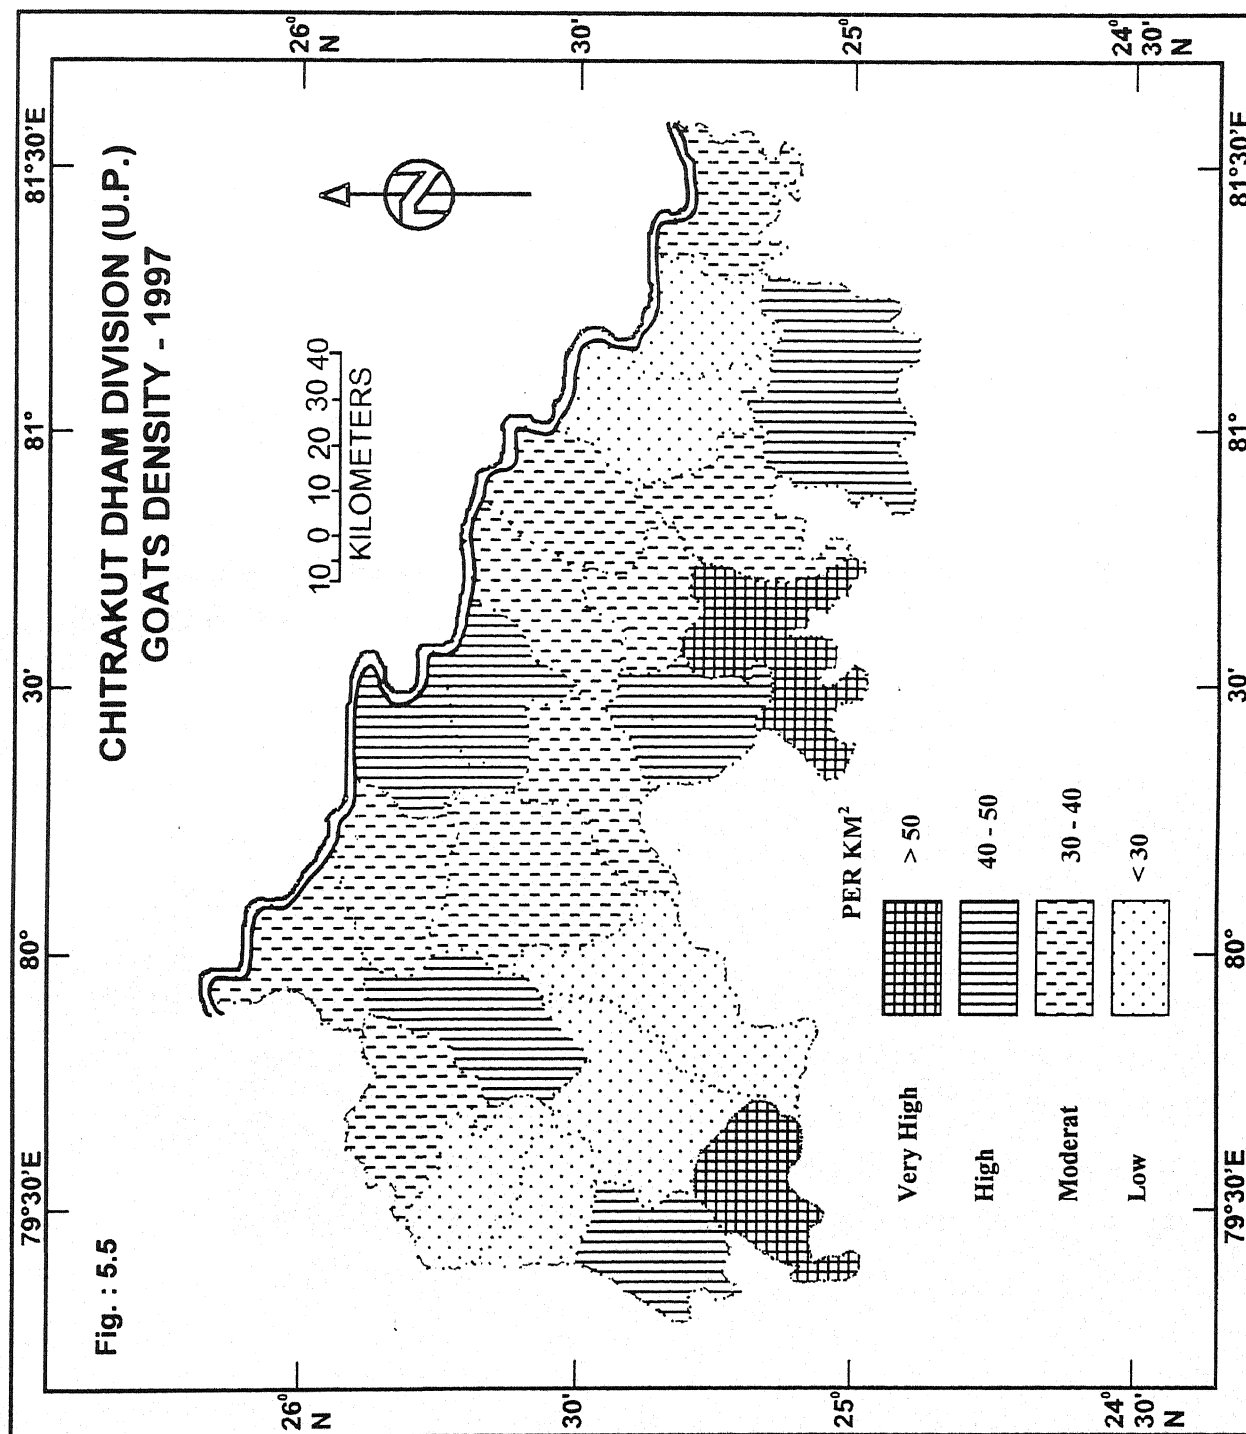 Fig. : 5.5
CHITRAKUT DHAM DIVISION (U.P.)
GOATS DENSITY - 1997
79°30'E
80°
30'
81°
81°30'E
26° N
30'
25°
24° 30' N
26° N
30'
25°
24° 30' N
N
10 0 10 20 30 40
KILOMETERS
PER KM²
Very High > 50
High 40 - 50
Moderat 30 - 40
Low < 30
79°30'E
80°
30'
81°
81°30'E